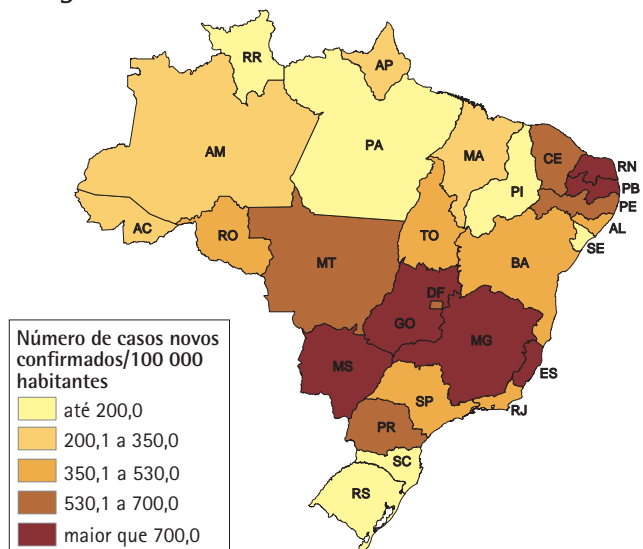 RR
AP
AM
PA
MA
CE
RN
PB
PE
AL
SE
PI
AC
RO
TO
BA
MT
DF
GO
MG
ES
MS
SP
RJ
PR
SC
RS
Número de casos novos
confirmados/100 000
habitantes
até 200,0
200,1 a 350,0
350,1 a 530,0
530,1 a 700,0
maior que 700,0